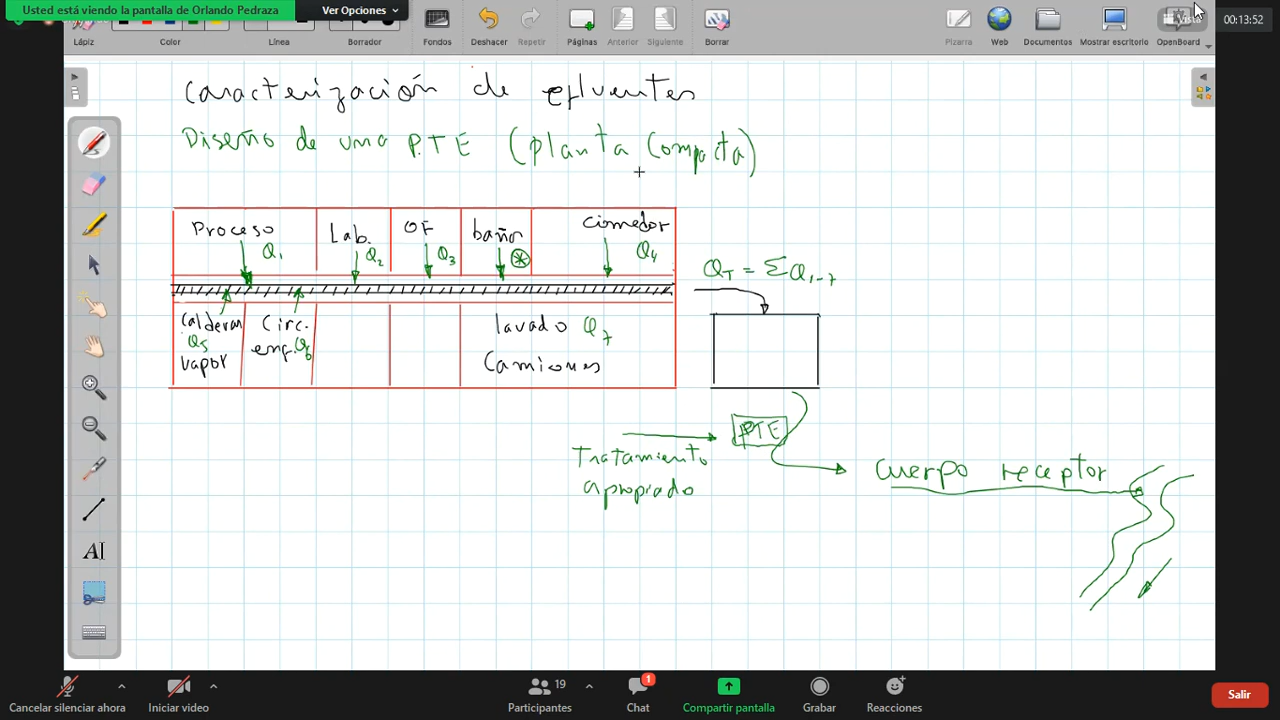 Usted está viendo la pantalla de Orlando Pedraza
Ver Opciones
00:13:52
Lápiz
Color
Línea
Borrador
Fondos
Deshacer
Repetir
Páginas
Anterior
Siguiente
Borrar
Pizarra
Web
Documentos
Mostrar escritorio
OpenBoard
Caracterización de efluentes
Diseño de una P.T.E (planta Compacta)
Proceso
Lab.
OF
baño
comedor
Q1
Q2
Q3
Q4
QT = ΣQ1-7
Calderas
Q5
vapor
Circ.
enf. Q6
lavado Q7
Camiones
PTE
Tratamiento
apropiado
Cuerpo receptor
AI
Cancelar silenciar ahora
Iniciar video
19
Participantes
1
Chat
Compartir pantalla
Grabar
Reacciones
Salir